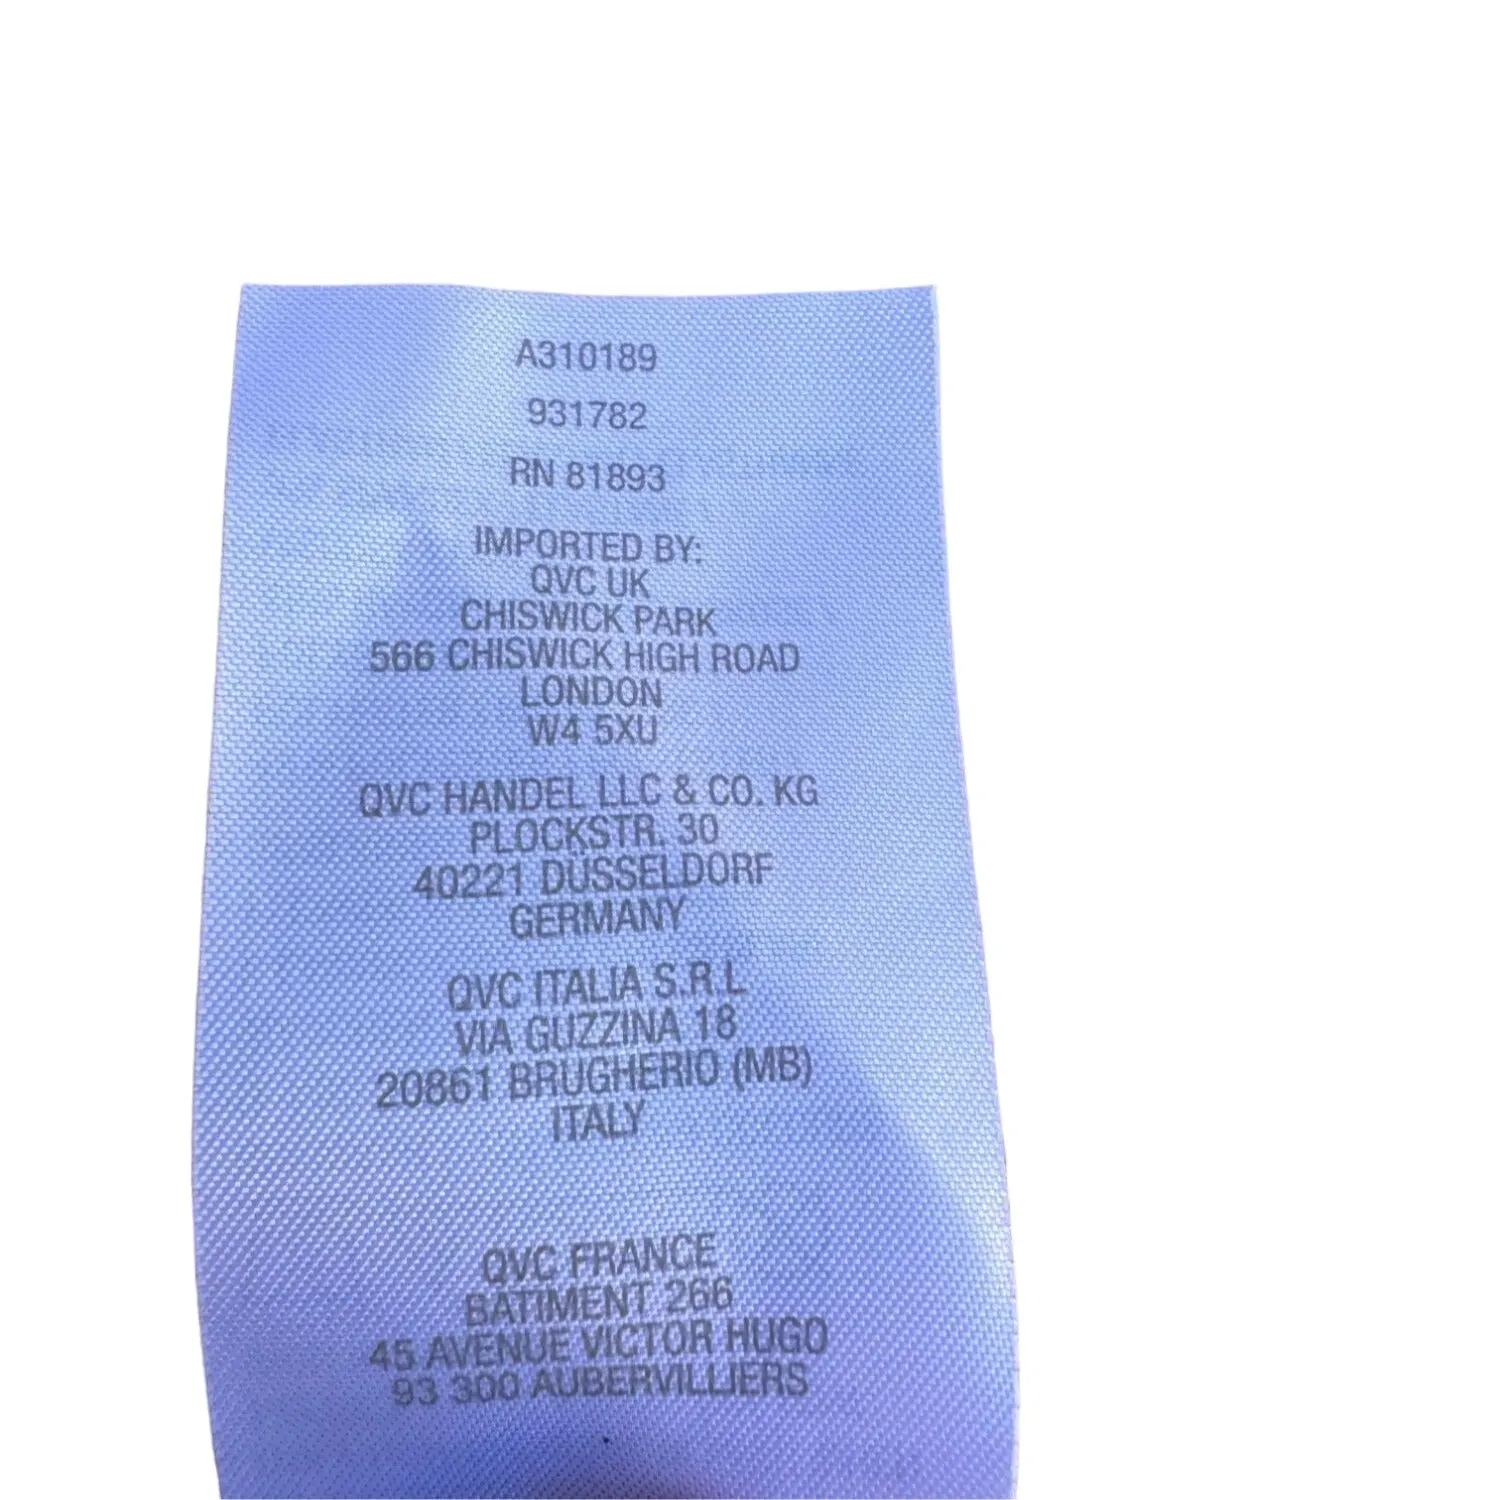 A310189
931782
RN 81893
IMPORTED BY:
QVC UK
CHISWICK PARK
566 CHISWICK HIGH ROAD
LONDON
W4 5XU
QVC HANDEL LLC & CO. KG
PLOCKSTR. 30
40221 DÜSSELDORF
GERMANY
QVC ITALIA S.R.L
VIA GUZZINA 18
20861 BRUGHERIO (MB)
ITALY
QVC FRANCE
BATIMENT 266
45 AVENUE VICTOR HUGO
93 300 AUBERVILLIERS